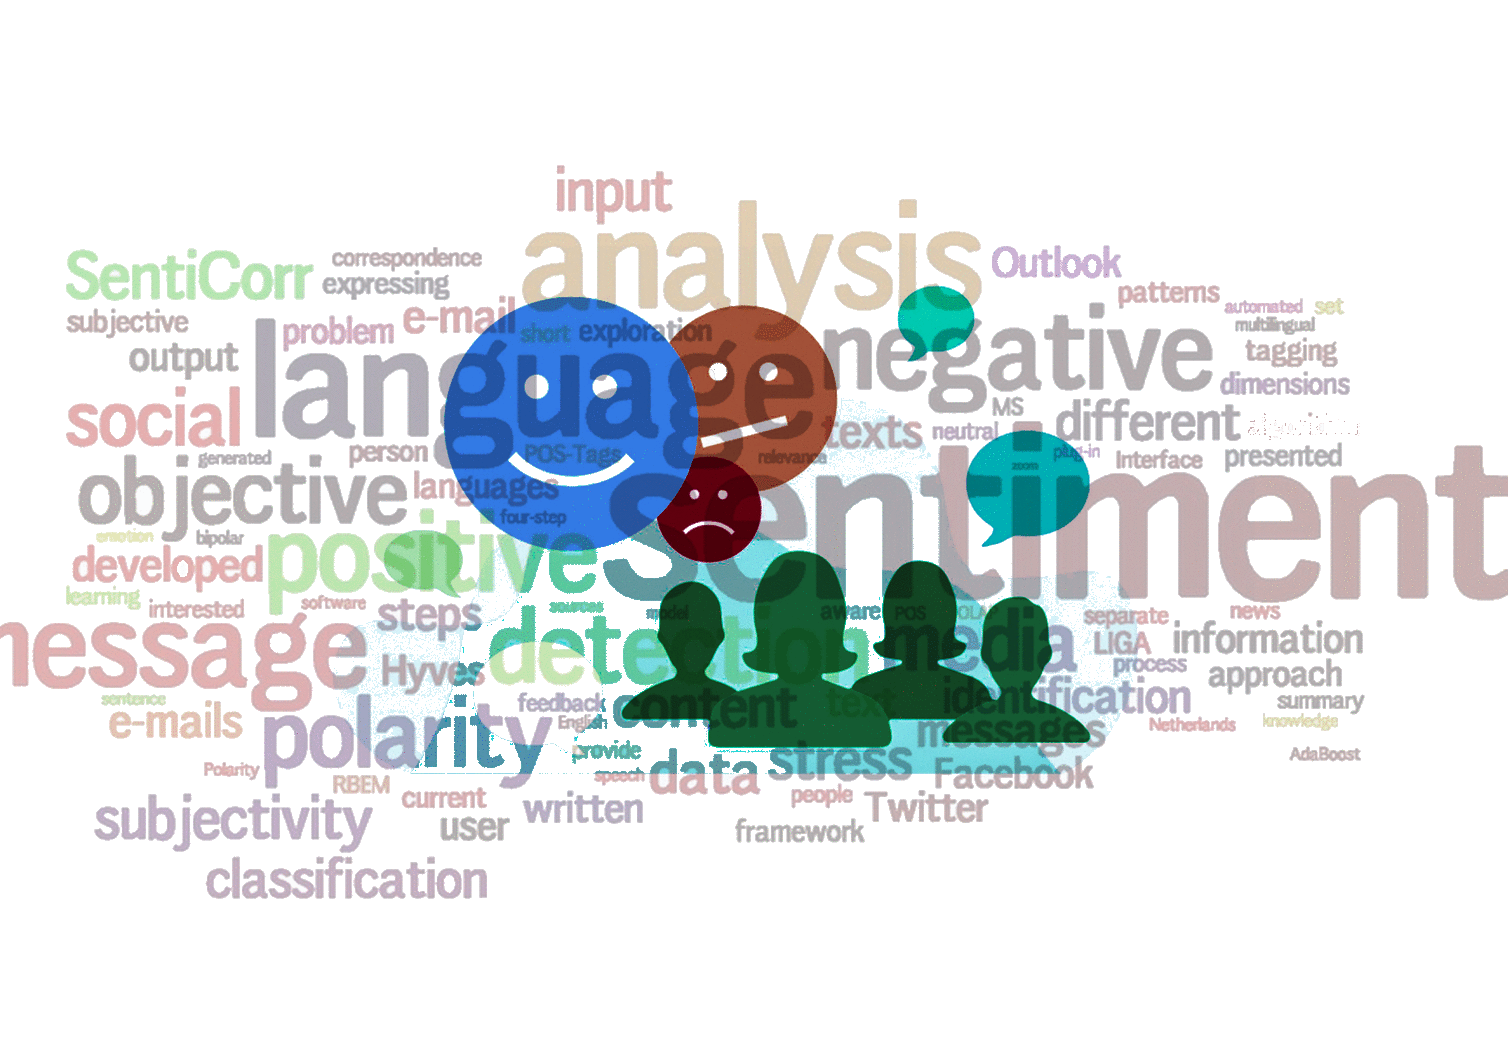 input
analysis
SentiCorr
correspondence
Outlook
expressing
patterns
automated
set
subjective
problem
e-mail
short
exploration
negative
multilingual
output
language
tagging
dimensions
social
MS
different
algorithm
texts
neutral
person
POS-Tags
relevance
plug-in
Interface
presented
generated
zoom
objective
languages
sentiment
four-step
emotion
bipolar
positive
developed
learning
interested
software
steps
sources
model
aware
POS
OLAP
separate
news
essage
detection
media
LIGA
information
Hyves
process
approach
sentence
feedback
content
text
identification
summary
e-mails
polarity
English
messages
Netherlands
knowledge
provide
stress
AdaBoost
Polarity
RBEM
speech
data
Facebook
current
written
people
Twitter
subjectivity
user
framework
classification